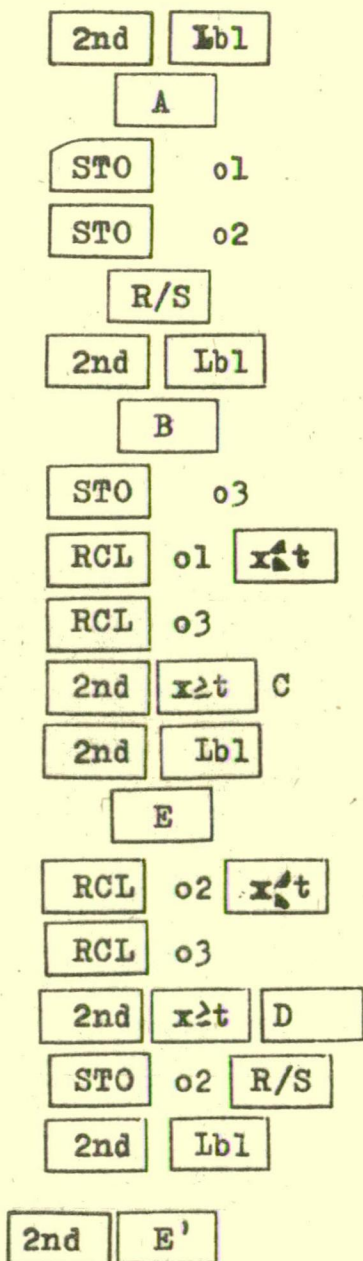 2nd Lbl
A
STO o1
STO o2
R/S
2nd Lbl
B
STO o3
RCL o1 x⇄t
RCL o3
2nd x≥t C
2nd Lbl
E
RCL o2 x⇄t
RCL o3
2nd x≥t D
STO o2 R/S
2nd Lbl
2nd E'